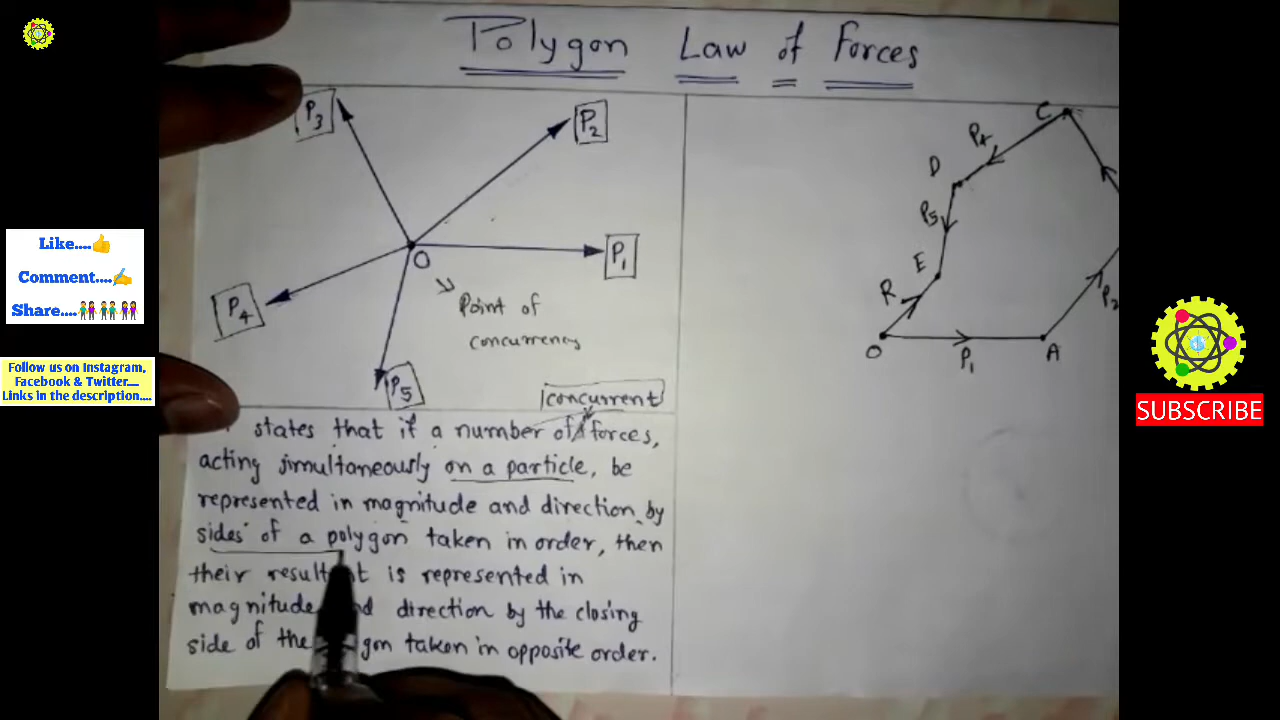 Polygon Law of Forces
P3
P2
P1
O
P4
Point of
concurrency
P5
C
P4
D
P5
E
R
O
P1
A
P2
concurrent
states that if a number of forces,
acting simultaneously on a particle, be
represented in magnitude and direction by
sides of a polygon taken in order, then
their resultant is represented in
magnitude and direction by the closing
side of the taken in opposite order.
Like....👍
Comment....✍
Share....👫👫👫
Follow us on Instagram,
Facebook & Twitter....
Links in the description....
SUBSCRIBE